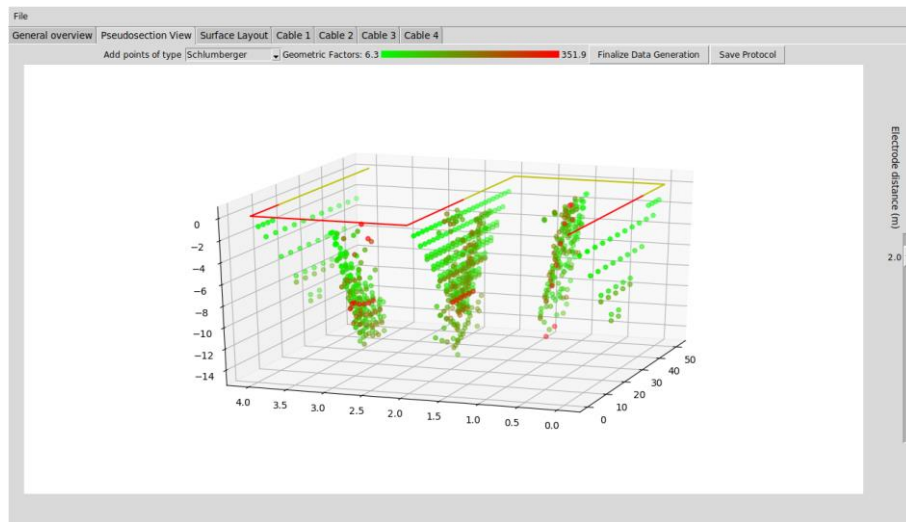 File
General overview Pseudosection View Surface Layout Cable 1 Cable 2 Cable 3 Cable 4
Add points of type Schlumberger Geometric Factors: 6.3 351.9 Finalize Data Generation Save Protocol
Electrode distance (m)
2.0
0
−2
−4
−6
−8
−10
−12
−14
4.0 3.5 3.0 2.5 2.0 1.5 1.0 0.5 0.0
0 10 20 30 40 50